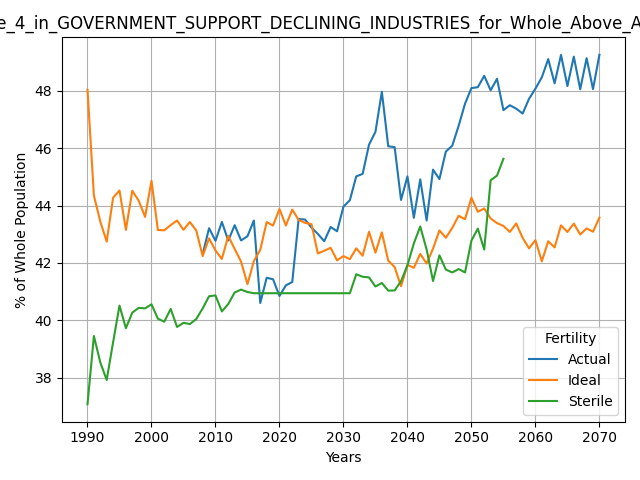 e_4_in_GOVERNMENT_SUPPORT_DECLINING_INDUSTRIES_for_Whole_Above_A
% of Whole Population
48
46
44
42
40
38
1990 2000 2010 2020 2030 2040 2050 2060 2070
Years
Fertility
Actual
Ideal
Sterile